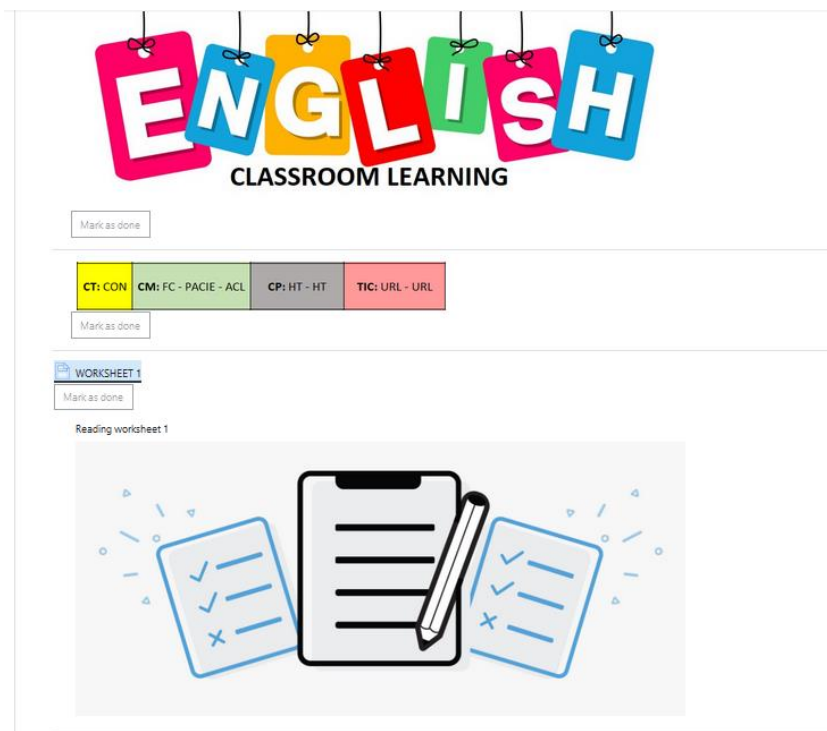 ENGLISH
CLASSROOM LEARNING
Mark as done
CT: CON CM: FC - PACIE - ACL CP: HT - HT TIC: URL - URL
Mark as done
WORKSHEET 1
Mark as done
Reading worksheet 1